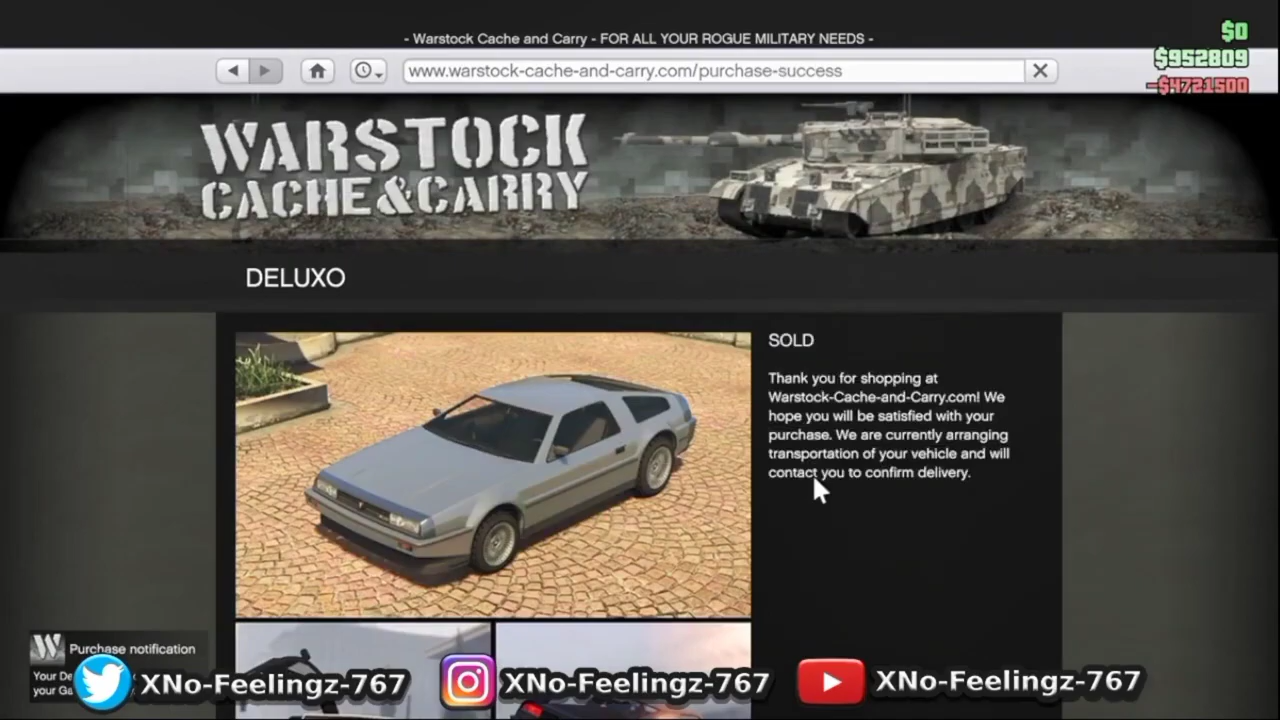 - Warstock Cache and Carry - FOR ALL YOUR ROGUE MILITARY NEEDS -
$0
www.warstock-cache-and-carry.com/purchase-success
$952809
-$4721500
WARSTOCK
CACHE&CARRY
DELUXO
SOLD
Thank you for shopping at
Warstock-Cache-and-Carry.com! We
hope you will be satisfied with your
purchase. We are currently arranging
transportation of your vehicle and will
contact you to confirm delivery.
W Purchase notification
Your
your
XNo-Feelingz-767
XNo-Feelingz-767
XNo-Feelingz-767